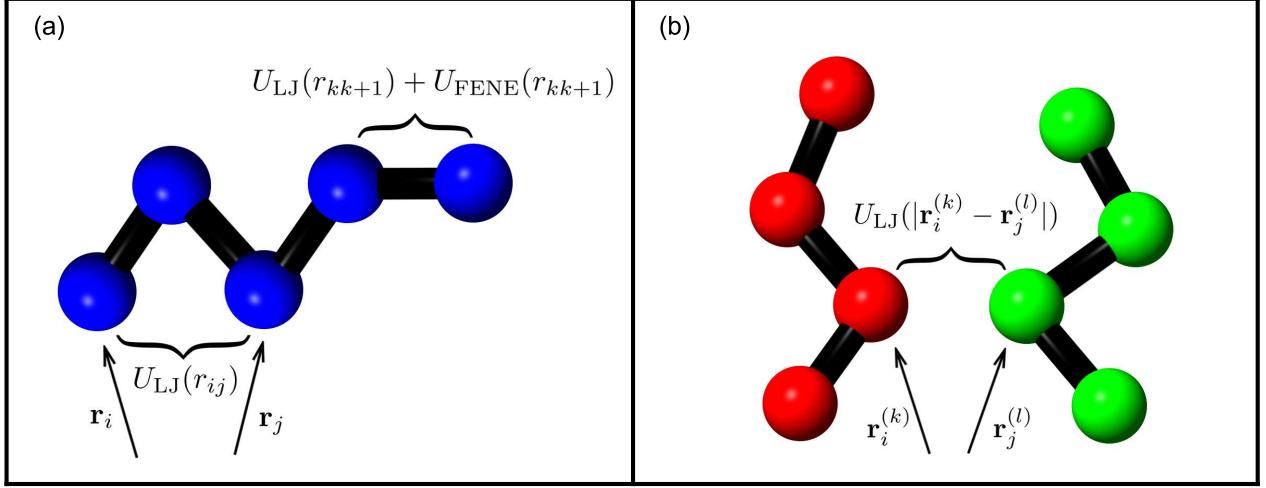 (a)
U_LJ(r_{kk+1}) + U_FENE(r_{kk+1})
U_LJ(r_{ij})
r_i
r_j
(b)
U_LJ(|r_i^{(k)} − r_j^{(l)}|)
r_i^{(k)}
r_j^{(l)}